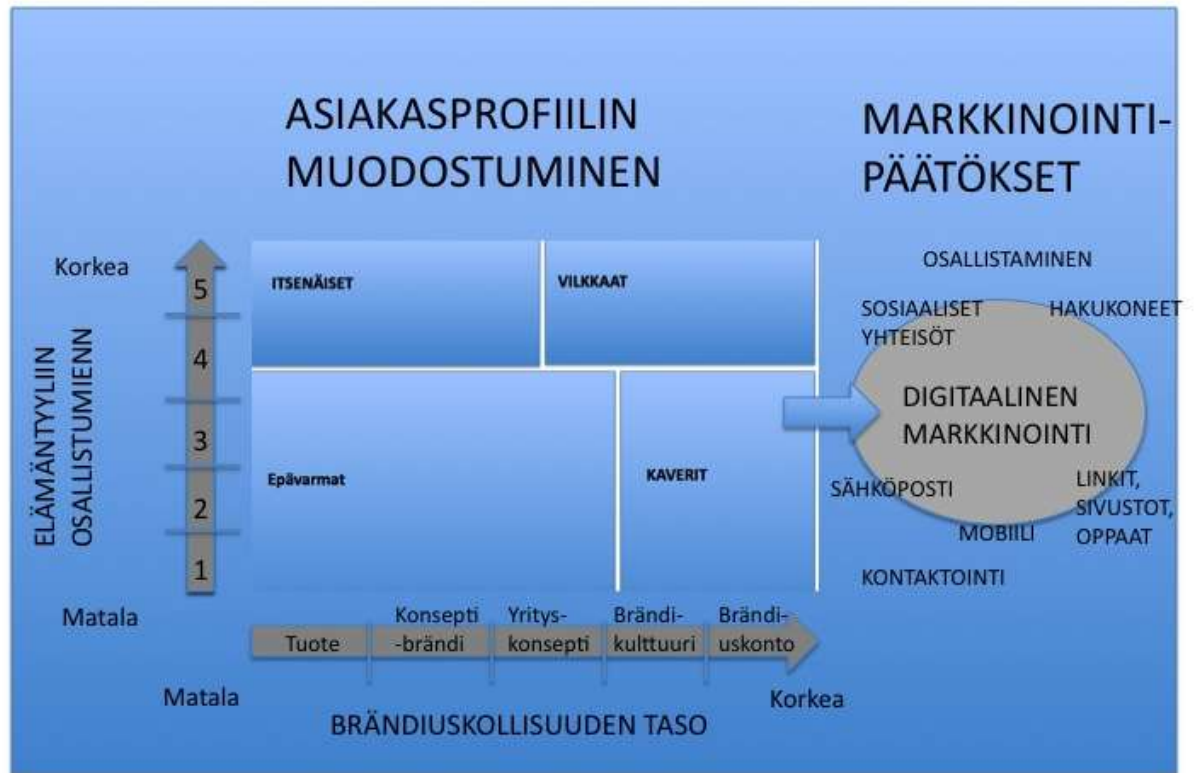 ASIAKASPROFIILIN
MUODOSTUMINEN
MARKKINOINTI-
PÄÄTÖKSET
Korkea
5
4
3
2
1
ELÄMÄNTYYLIIN
OSALLISTUMIENN
Matala
ITSENÄISET
VILKKAAT
Epävarmat
KAVERIT
Tuote
Konsepti
-brändi
Yritys-
konsepti
Brändi-
kulttuuri
Brändi-
uskonto
Matala
Korkea
BRÄNDIUSKOLLISUUDEN TASO
OSALLISTAMINEN
SOSIAALISET
YHTEISÖT
HAKUKONEET
DIGITAALINEN
MARKKINOINTI
SÄHKÖPOSTI
LINKIT,
SIVUSTOT,
OPPAAT
MOBIILI
KONTAKTOINTI